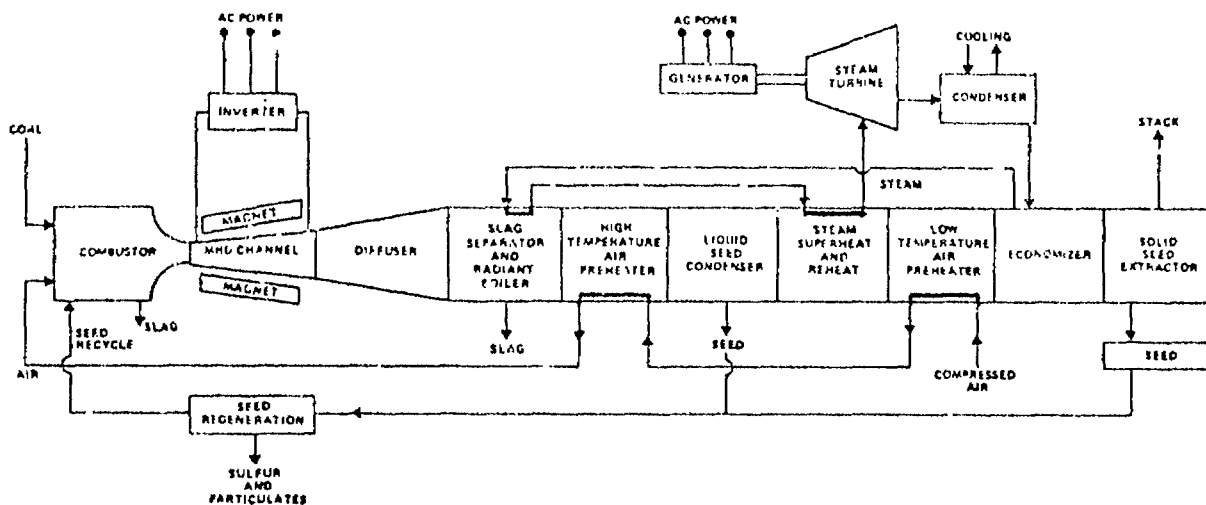 AC POWER
INVERTER
AC POWER
GENERATOR
STEAM
TURBINE
COOLING
CONDENSER
COAL
STACK
STEAM
MAGNET
COMBUSTOR
MHD CHANNEL
MAGNET
DIFFUSER
SLAG
SEPARATOR
AND
RADIANT
BOILER
HIGH
TEMPERATURE
AIR
PREHEATER
LIQUID
SEED
CONDENSER
STEAM
SUPERHEAT
AND
REHEAT
LOW
TEMPERATURE
AIR
PREHEATER
ECONOMIZER
SOLID
SEED
EXTRACTOR
SLAG
SEED
RECYCLE
AIR
SLAG
SEED
COMPRESSED
AIR
SEED
SEED
REGENERATION
SULFUR
AND
PARTICULATES